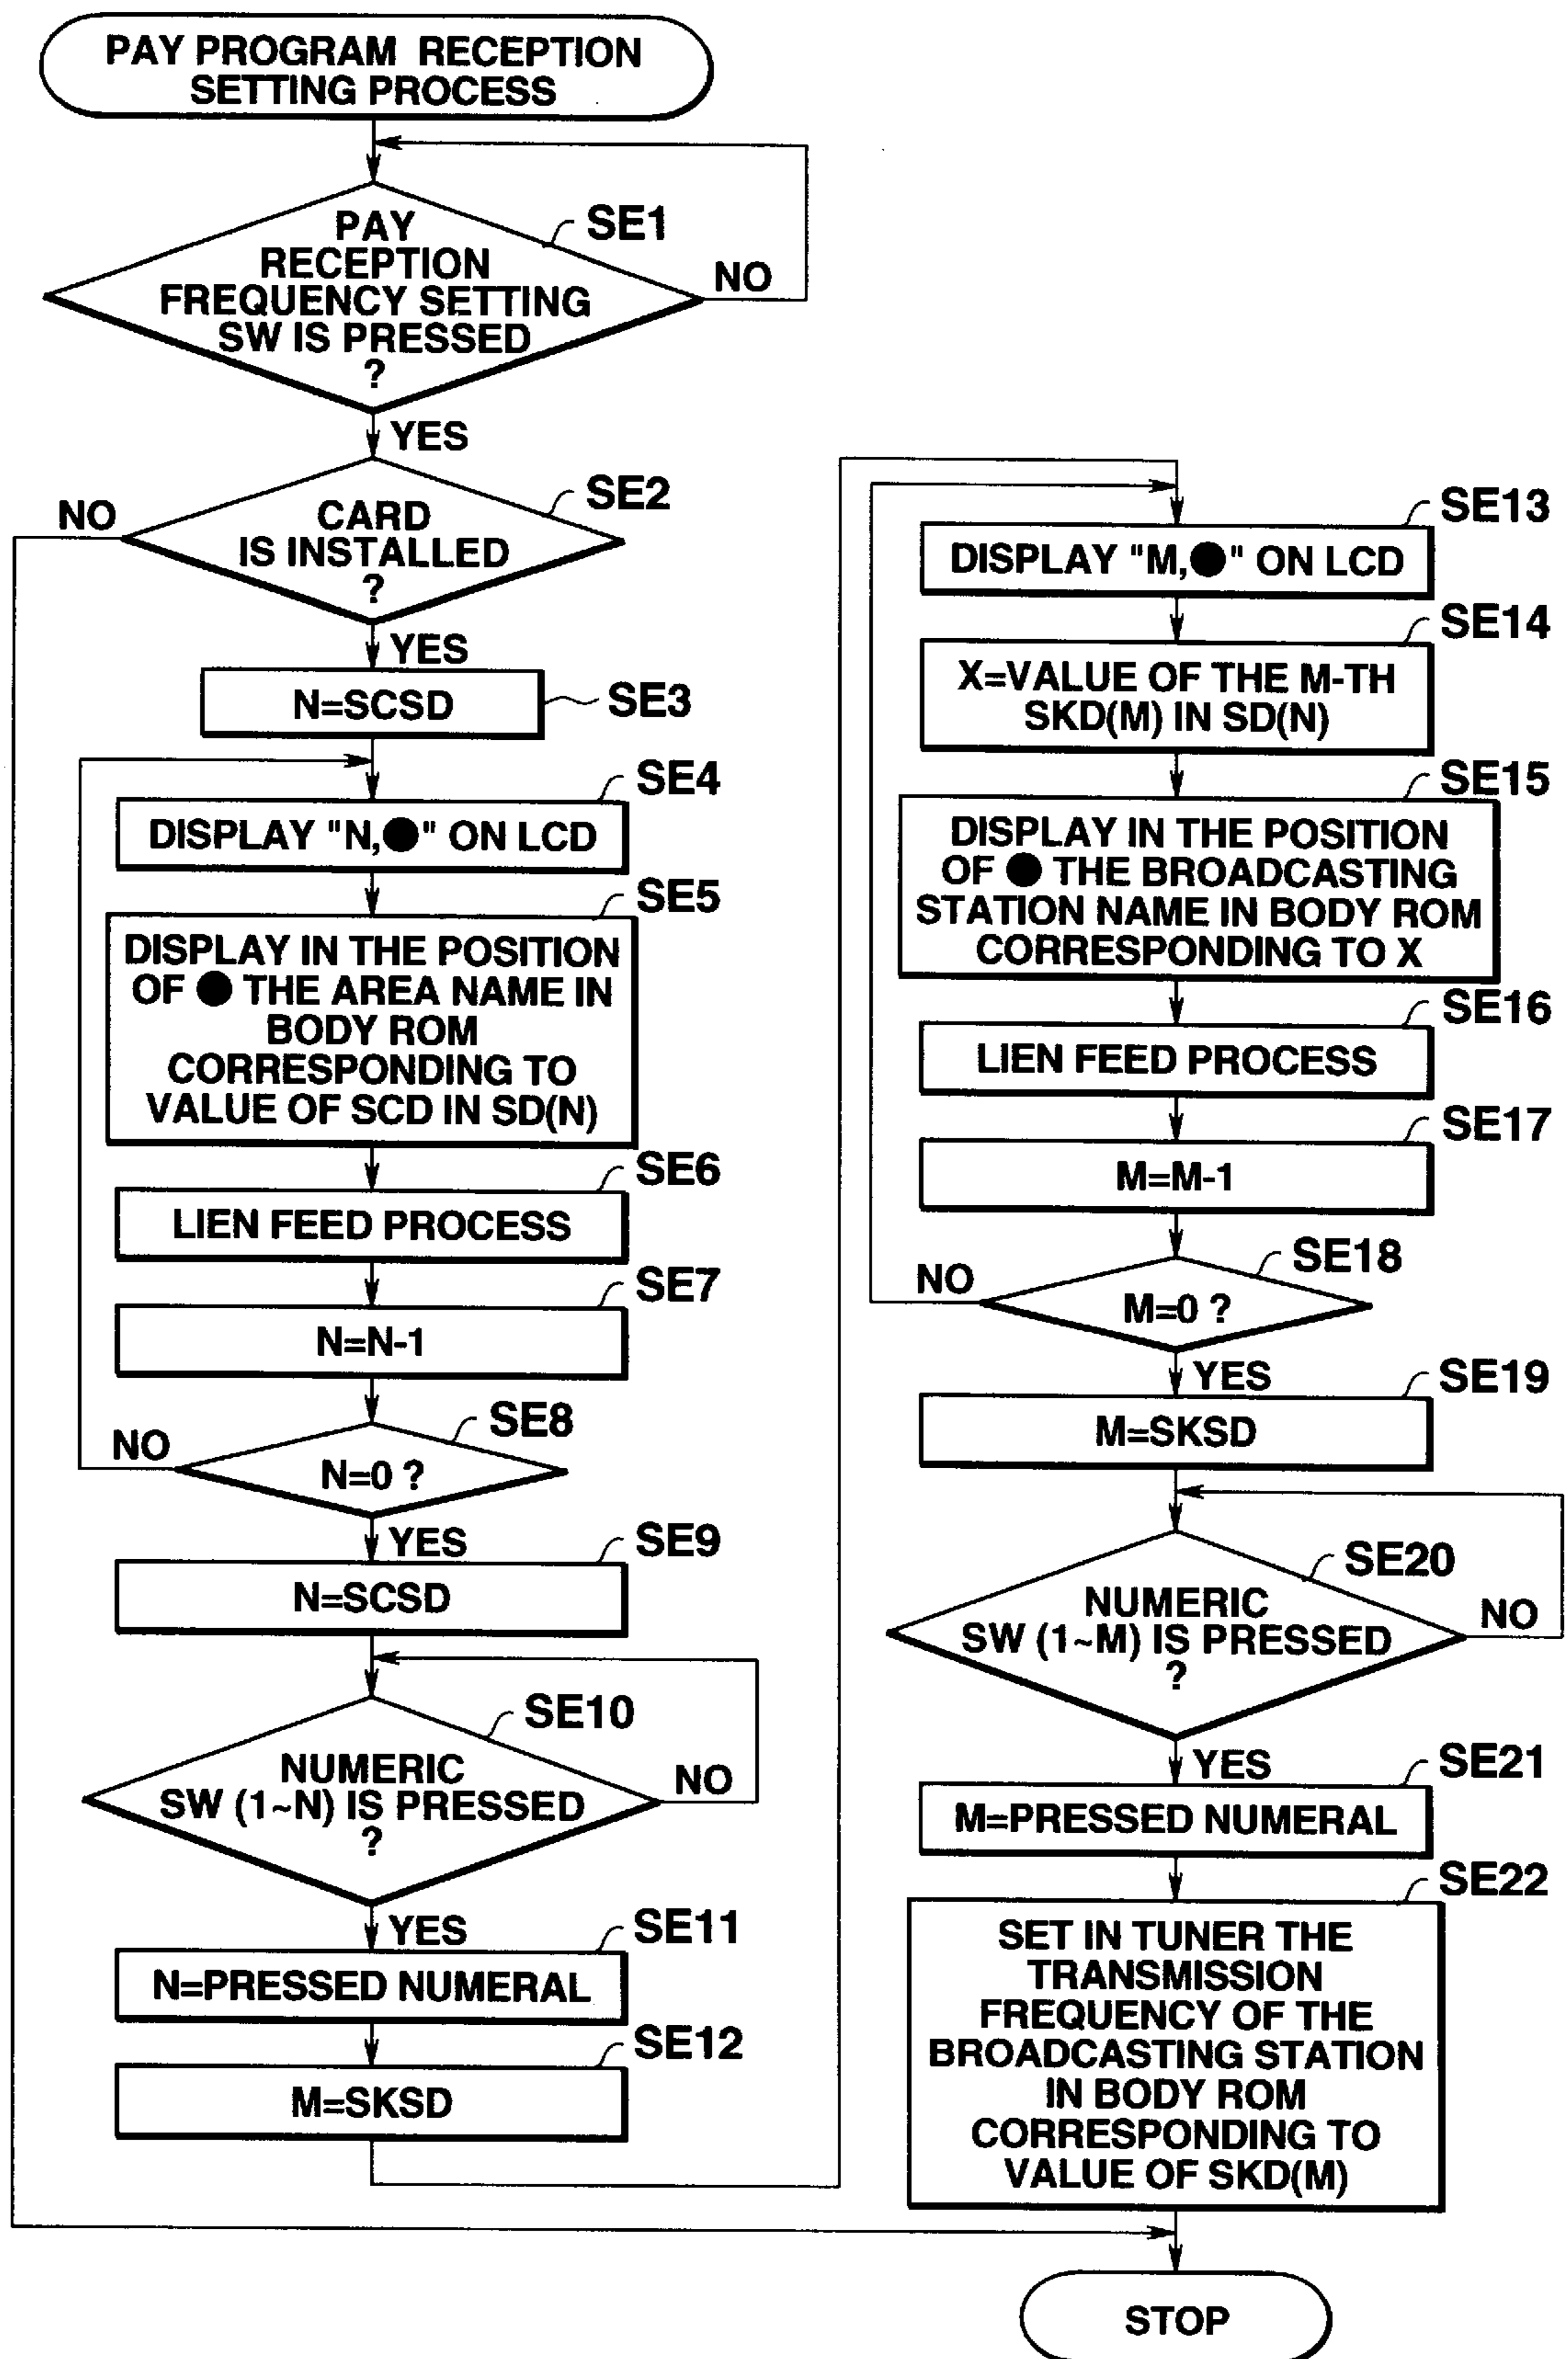 PAY PROGRAM RECEPTION
SETTING PROCESS
PAY
RECEPTION
FREQUENCY SETTING
SW IS PRESSED
?
SE1
NO
YES
CARD
IS INSTALLED
?
SE2
NO
YES
N=SCSD
SE3
SE4
DISPLAY "N,●" ON LCD
SE5
DISPLAY IN THE POSITION
OF ● THE AREA NAME IN
BODY ROM
CORRESPONDING TO
VALUE OF SCD IN SD(N)
SE6
LIEN FEED PROCESS
SE7
N=N-1
SE8
NO
N=0 ?
YES
SE9
N=SCSD
SE10
NUMERIC
SW (1~N) IS PRESSED
?
NO
YES
SE11
N=PRESSED NUMERAL
SE12
M=SKSD
SE13
DISPLAY "M,●" ON LCD
SE14
X=VALUE OF THE M-TH
SKD(M) IN SD(N)
SE15
DISPLAY IN THE POSITION
OF ● THE BROADCASTING
STATION NAME IN BODY ROM
CORRESPONDING TO X
SE16
LIEN FEED PROCESS
SE17
M=M-1
SE18
NO
M=0 ?
YES
SE19
M=SKSD
SE20
NUMERIC
SW (1~M) IS PRESSED
?
NO
YES
SE21
M=PRESSED NUMERAL
SE22
SET IN TUNER THE
TRANSMISSION
FREQUENCY OF THE
BROADCASTING STATION
IN BODY ROM
CORRESPONDING TO
VALUE OF SKD(M)
STOP